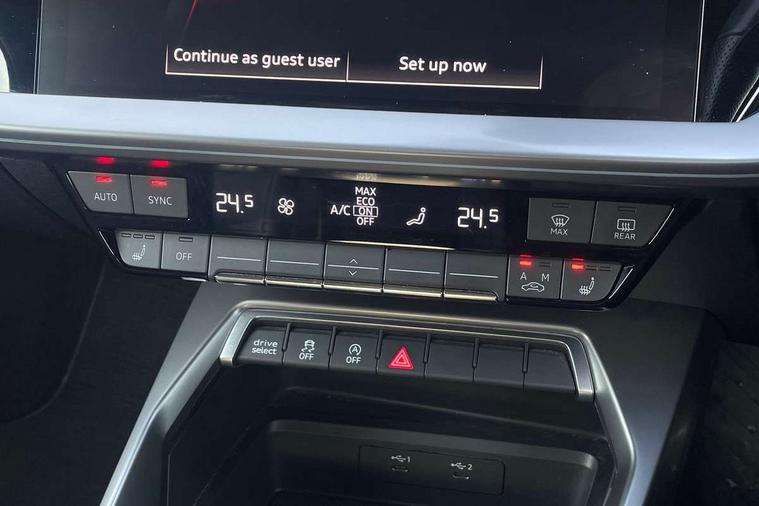 Continue as guest user
Set up now
AUTO
SYNC
24.5
MAX
ECO
A/C ON
OFF
24.5
MAX
REAR
OFF
A M
drive
select
OFF
A
OFF
1
2